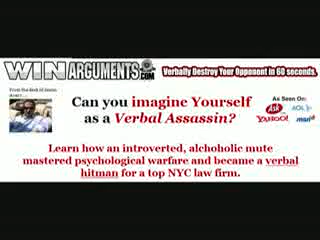 WINARGUMENTS.COM
Verbally Destroy Your Opponent in 60 seconds.
From the desk of
Can you imagine Yourself
as a Verbal Assassin?
As Seen On:
Ask
AOL
YAHOO!
msn
Learn how an introverted, alchoholic mute
mastered psychological warfare and became a verbal
hitman for a top NYC law firm.